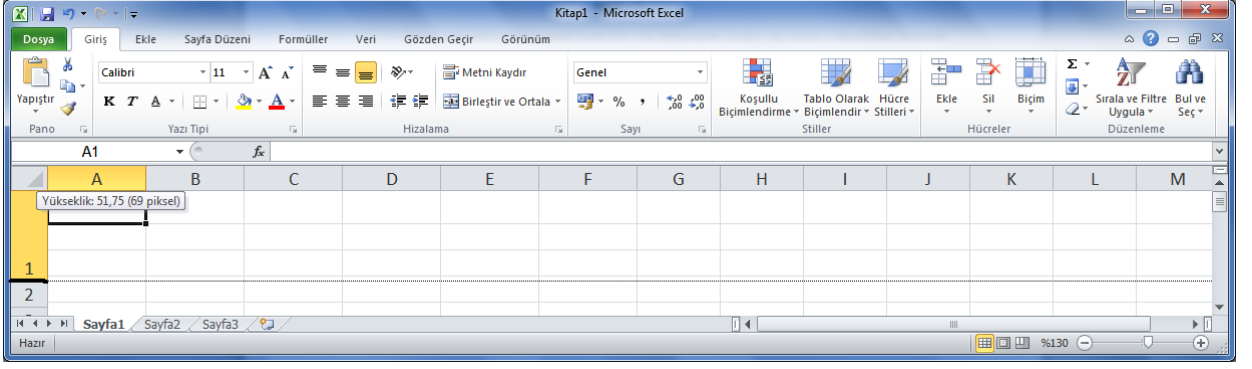 Kitap1 - Microsoft Excel
Dosya Giriş Ekle Sayfa Düzeni Formüller Veri Gözden Geçir Görünüm
Yapıştır
Pano
Calibri 11
K T A
Yazı Tipi
Metni Kaydır
Birleştir ve Ortala
Hizalama
Genel
%
Sayı
Koşullu Biçimlendirme
Tablo Olarak Biçimlendir
Hücre Stilleri
Stiller
Ekle Sil Biçim
Hücreler
Σ
Sırala ve Filtre Uygula
Bul ve Seç
Düzenleme
A1 fx
A B C D E F G H I J K L M
Yükseklik: 51,75 (69 piksel)
1
2
Sayfa1 Sayfa2 Sayfa3
Hazır %130